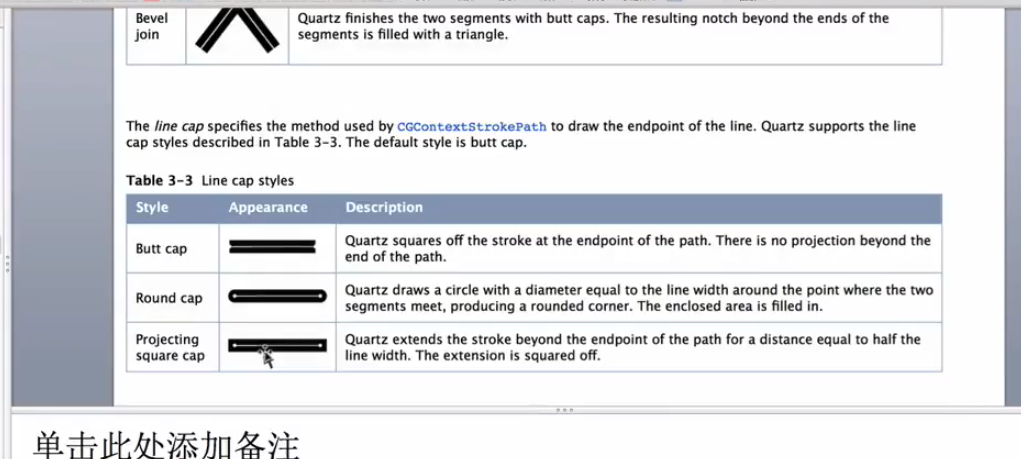 Bevel
join
Quartz finishes the two segments with butt caps. The resulting notch beyond the ends of the
segments is filled with a triangle.
The line cap specifies the method used by CGContextStrokePath to draw the endpoint of the line. Quartz supports the line
cap styles described in Table 3-3. The default style is butt cap.
Table 3-3 Line cap styles
Style Appearance Description
Butt cap
Quartz squares off the stroke at the endpoint of the path. There is no projection beyond the
end of the path.
Round cap
Quartz draws a circle with a diameter equal to the line width around the point where the two
segments meet, producing a rounded corner. The enclosed area is filled in.
Projecting
square cap
Quartz extends the stroke beyond the endpoint of the path for a distance equal to half the
line width. The extension is squared off.
单击此处添加备注